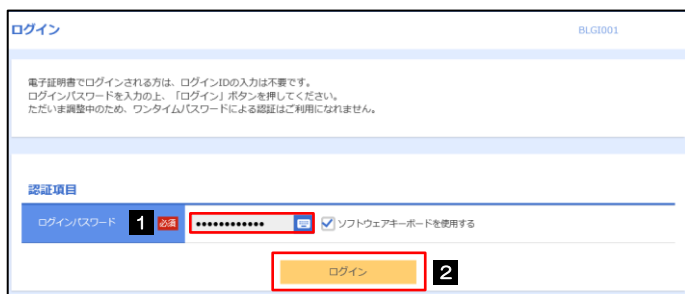 ログイン
BLGI001
電子証明書でログインされる方は、ログインIDの入力は不要です。
ログインパスワードを入力の上、「ログイン」ボタンを押してください。
ただいま調整中のため、ワンタイムパスワードによる認証はご利用になれません。
認証項目
ログインパスワード 1 必須 •••••••••••• ソフトウェアキーボードを使用する
ログイン 2